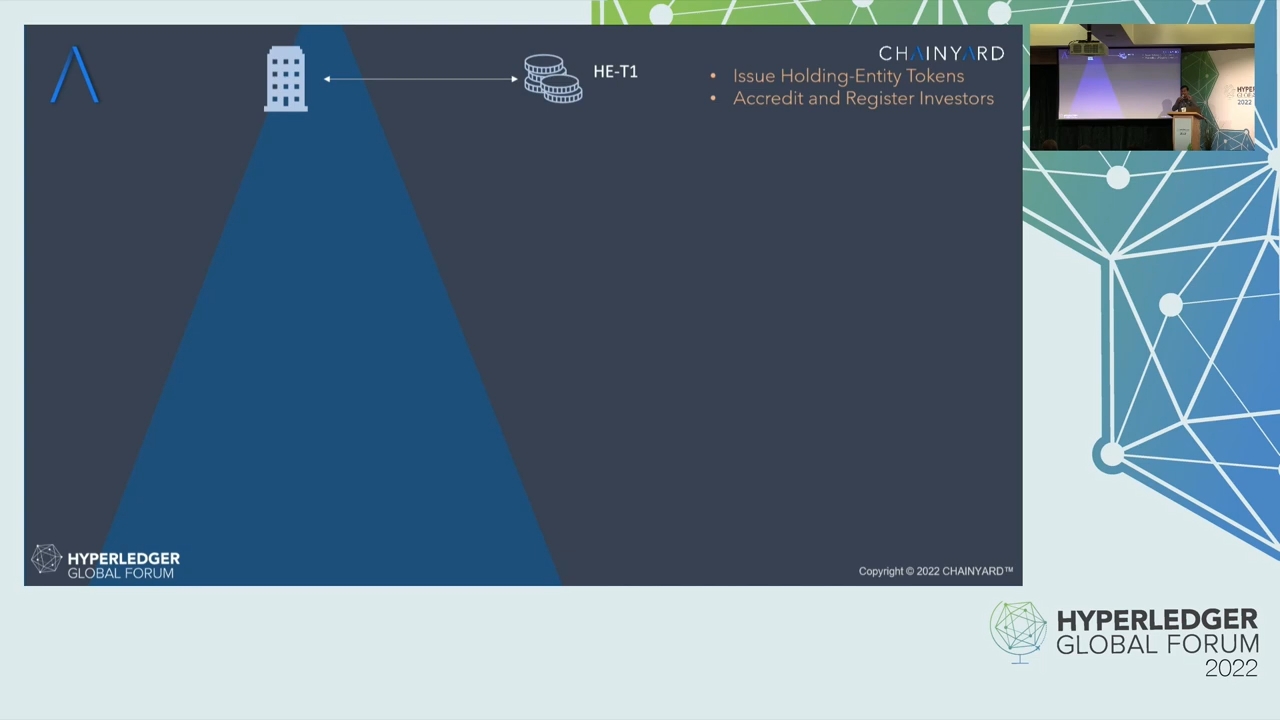 HE-T1
CHAINYARD
• Issue Holding-Entity Tokens
• Accredit and Register Investors
HYPERLEDGER
GLOBAL FORUM
Copyright © 2022 CHAINYARD™
2022
HYPERLEDGER
GLOBAL FORUM
2022